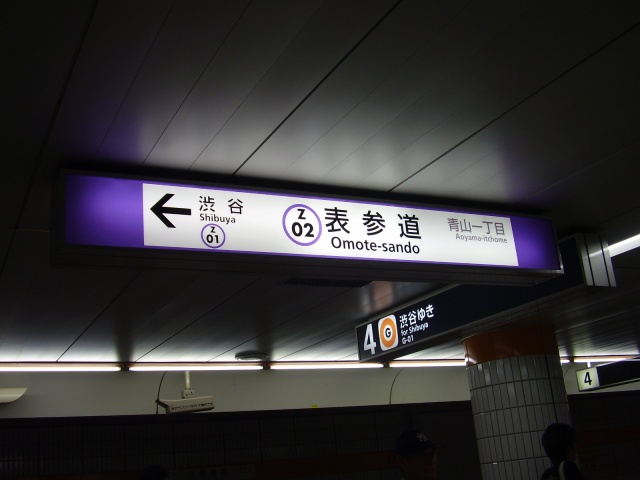 渋谷
Shibuya
Z
01
Z
02
表参道
Omote-sando
青山一丁目
Aoyama-itchome
4
G
渋谷ゆき
for Shibuya
G-01
4